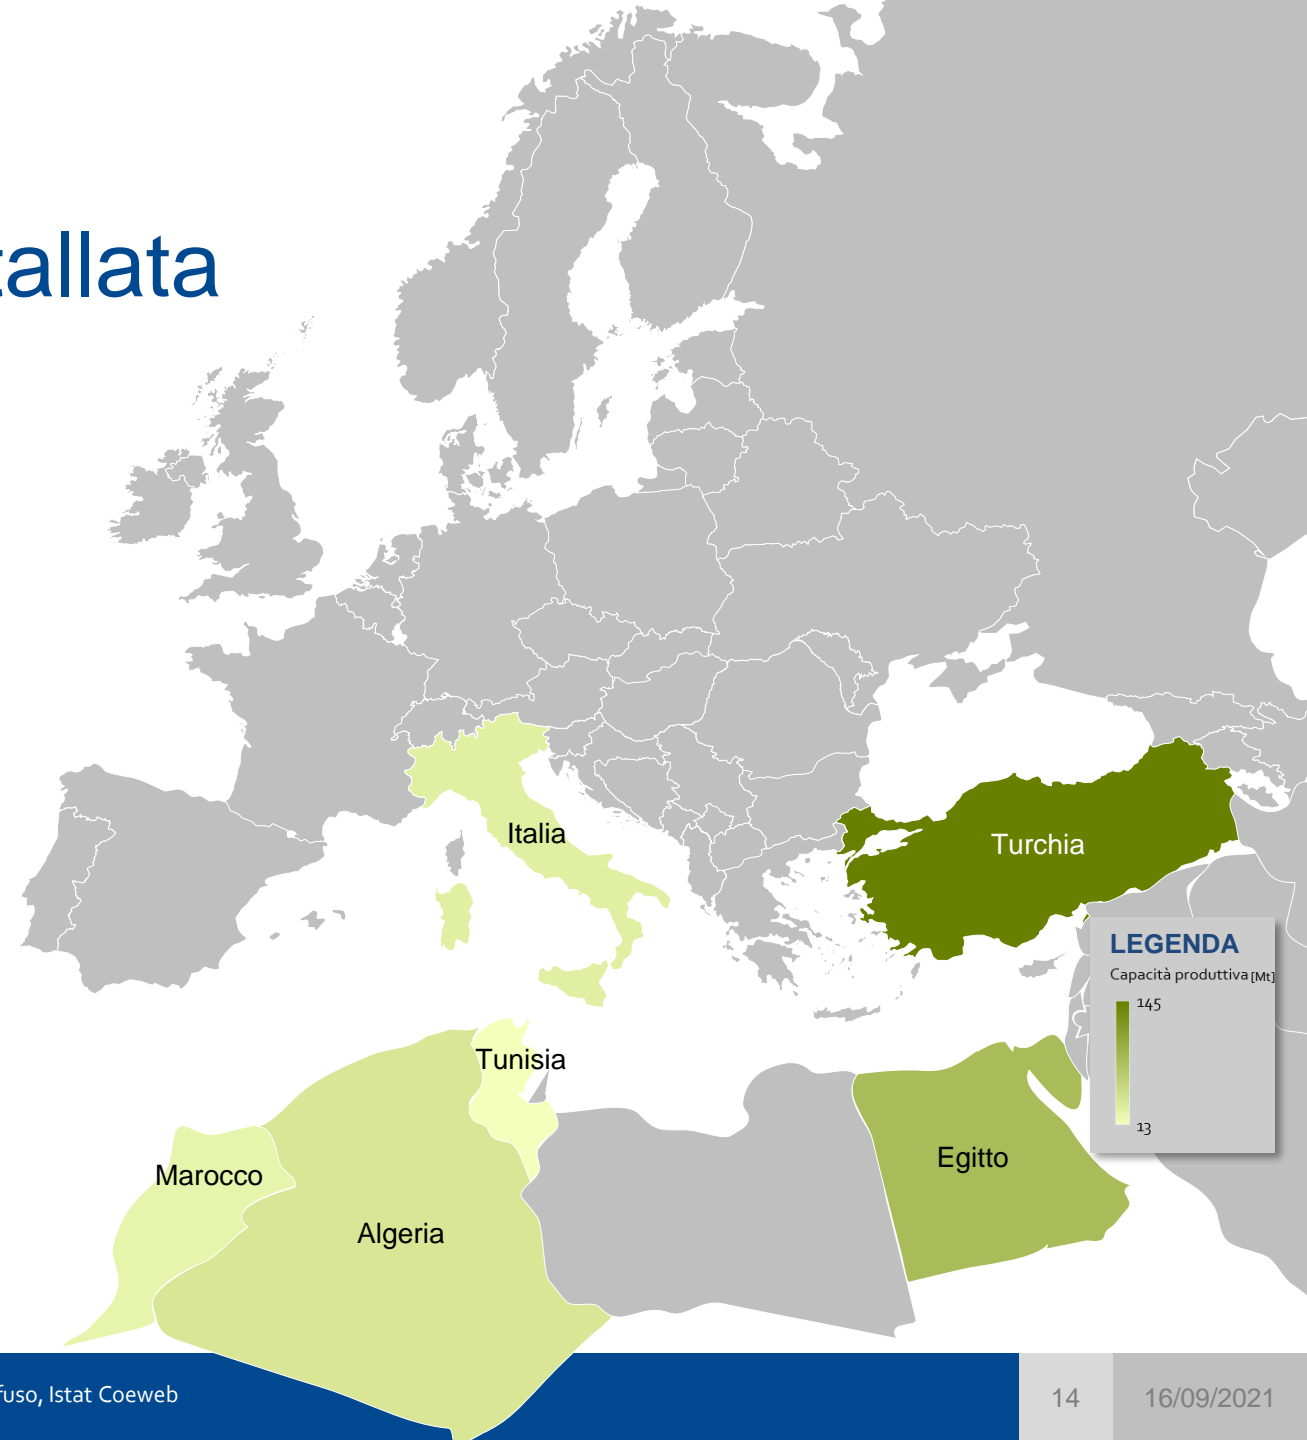 tallata
Italia
Turchia
LEGENDA
Capacità produttiva [Mt]
145
13
Tunisia
Egitto
Marocco
Algeria
fuso, Istat Coeweb
14
16/09/2021